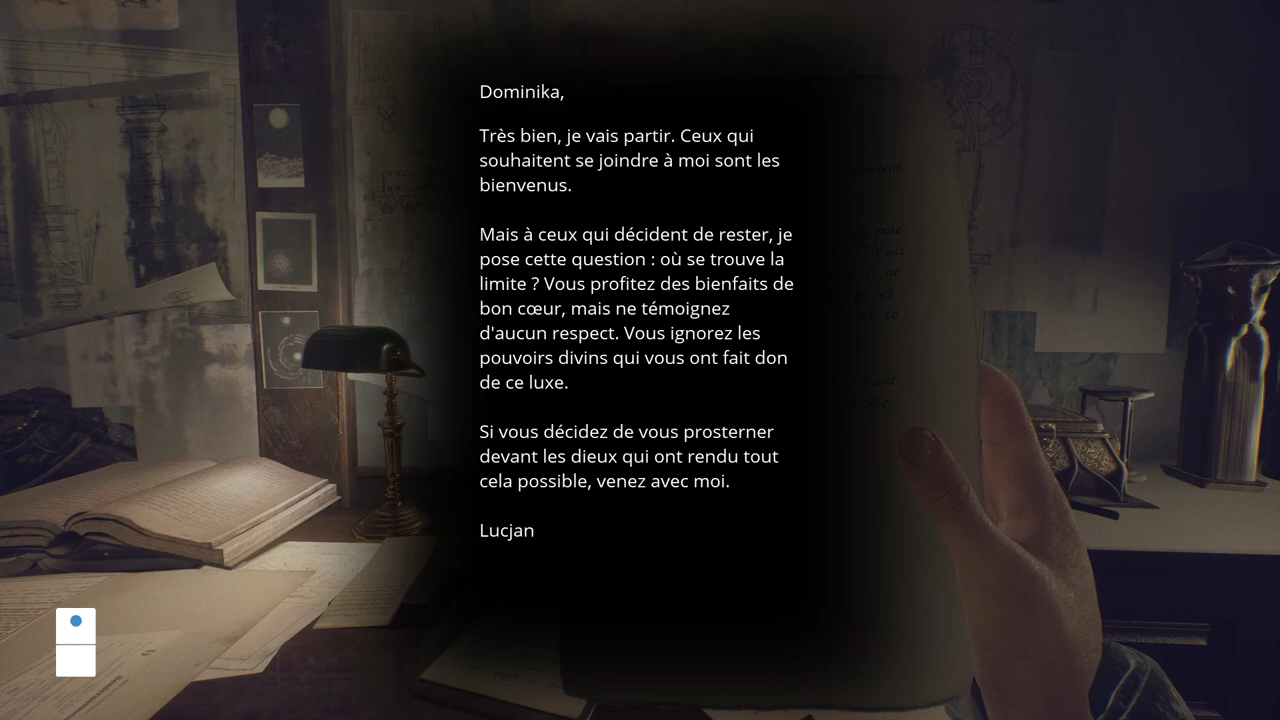 Dominika,
Très bien, je vais partir. Ceux qui
souhaitent se joindre à moi sont les
bienvenus.
Mais à ceux qui décident de rester, je
pose cette question : où se trouve la
limite ? Vous profitez des bienfaits de
bon cœur, mais ne témoignez
d'aucun respect. Vous ignorez les
pouvoirs divins qui vous ont fait don
de ce luxe.
Si vous décidez de vous prosterner
devant les dieux qui ont rendu tout
cela possible, venez avec moi.
Lucjan